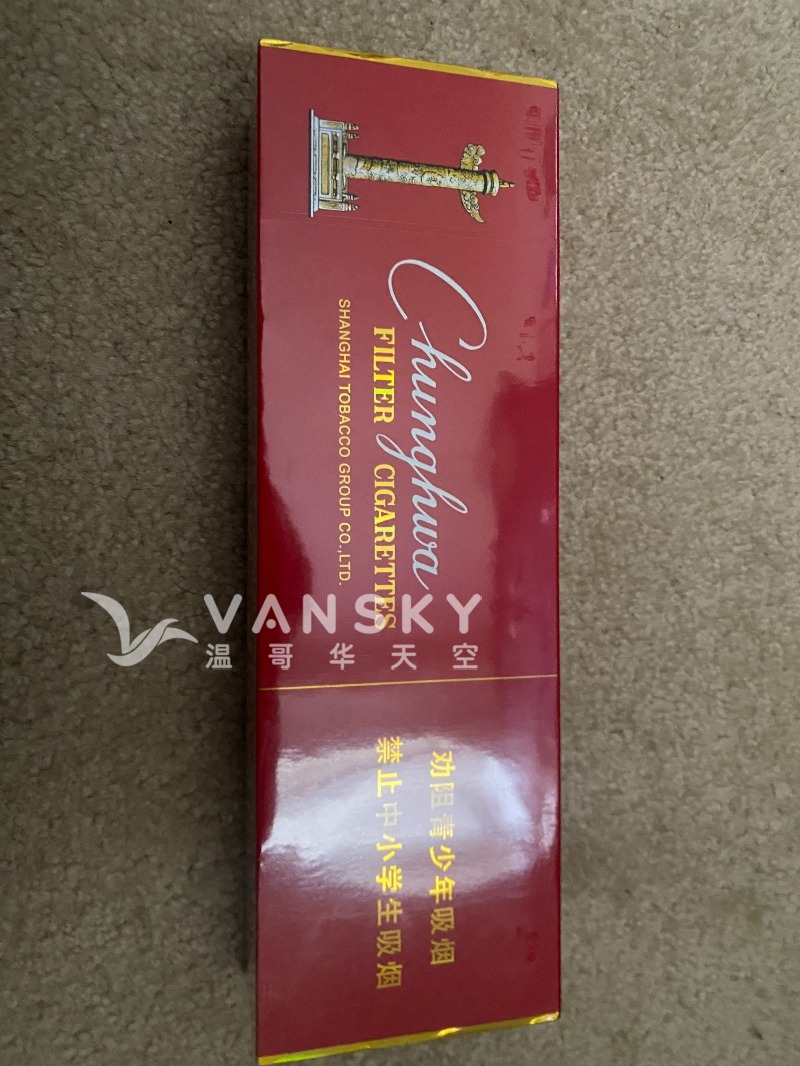 Chunghwa
FILTER CIGARETTES
SHANGHAI TOBACCO GROUP CO.,LTD.
劝阻青少年吸烟
禁止中小学生吸烟
VANSKY
温哥华天空